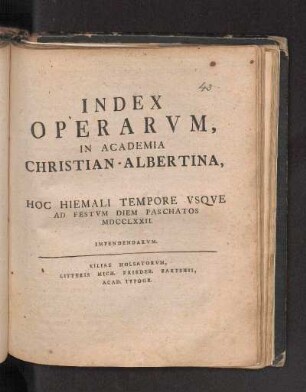 43
INDEX
OPERARVM,
IN ACADEMIA
CHRISTIAN-ALBERTINA,
HOC HIEMALI TEMPORE VSQVE
AD FESTVM DIEM PASCHATOS
MDCCLXXII.
INTENDENDARVM.
KILIAE HOLSATORVM,
LITTERIS MICH. FRIEDER. BARTSCHII,
ACAD. TYPOGR.